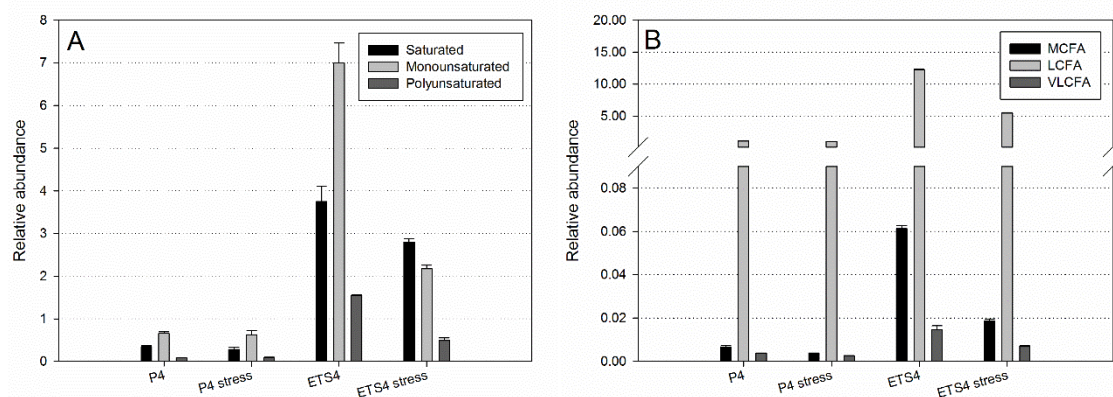 A
Saturated
Monounsaturated
Polyunsaturated
Relative abundance
8
7
6
5
4
3
2
1
0
P4
P4 stress
ETS4
ETS4 stress
B
MCFA
LCFA
VLCFA
Relative abundance
20.00
15.00
10.00
5.00
0.08
0.06
0.04
0.02
0.00
P4
P4 stress
ETS4
ETS4 stress